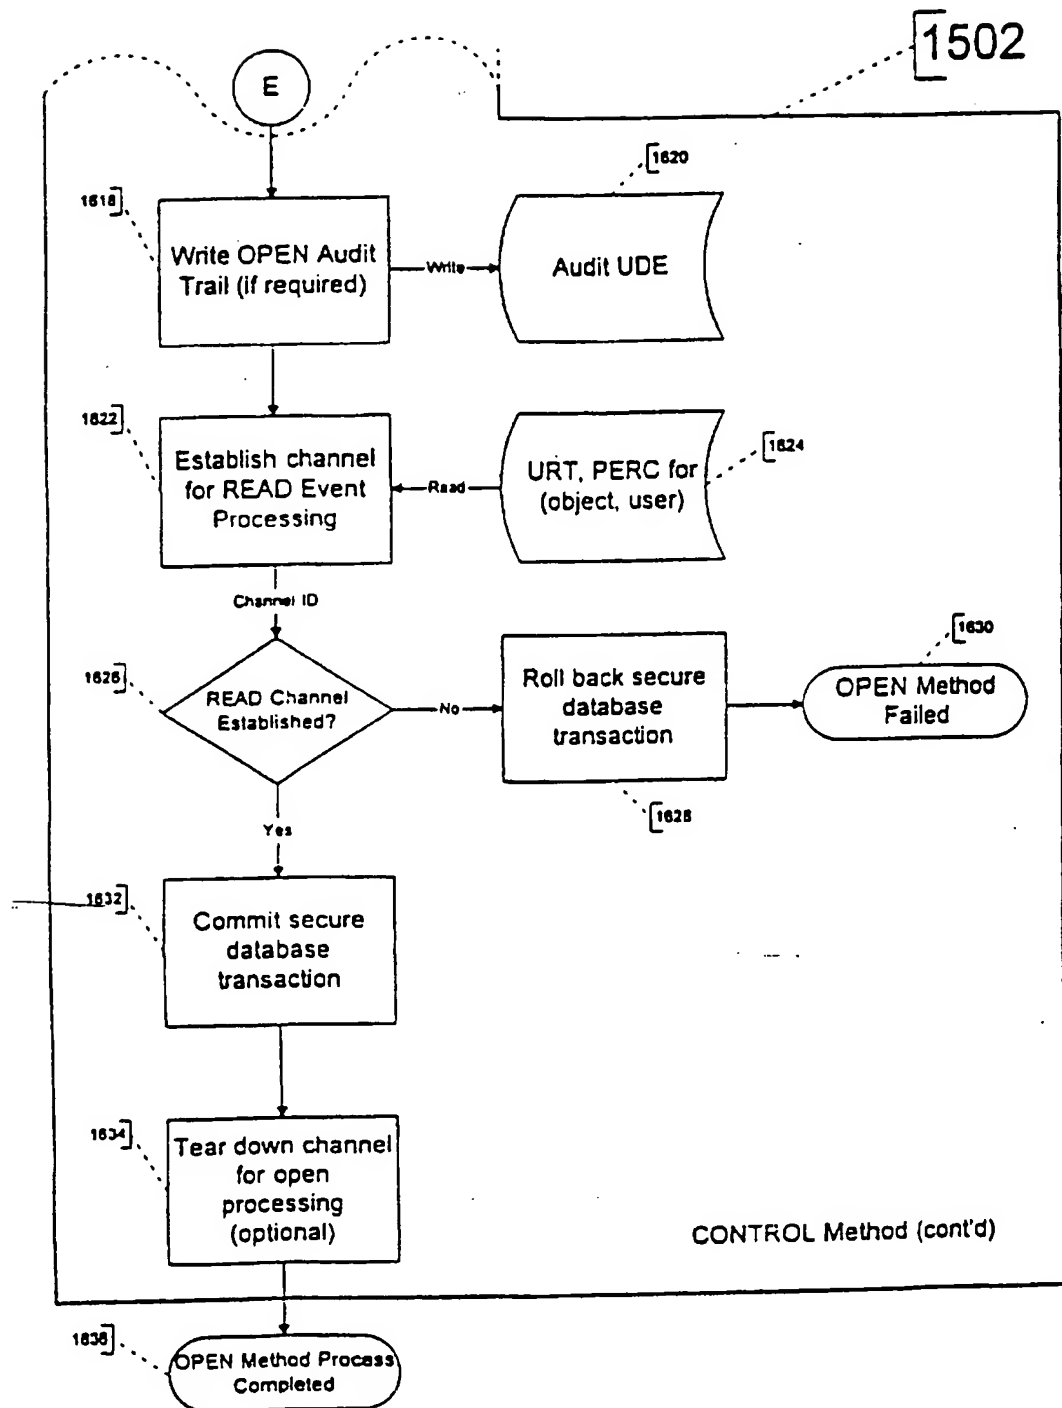 1502
E
1618
Write OPEN Audit
Trail (if required)
Write
1620
Audit UDE
1622
Establish channel
for READ Event
Processing
Read
URT, PERC for
(object, user)
1624
Channel ID
1626
READ Channel
Established?
No
Roll back secure
database
transaction
1628
1630
OPEN Method
Failed
Yes
1632
Commit secure
database
transaction
1634
Tear down channel
for open
processing
(optional)
CONTROL Method (cont'd)
1636
OPEN Method Process
Completed